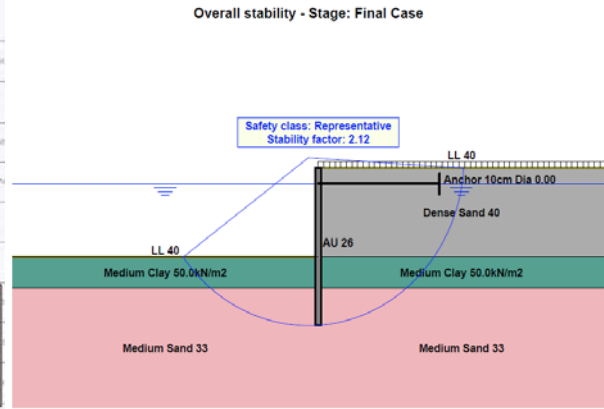 Overall stability - Stage: Final Case
Safety class: Representative
Stability factor: 2.12
LL 40
Anchor 10cm Dia 0.00
Dense Sand 40
AU 26
LL 40
Medium Clay 50.0kN/m2
Medium Clay 50.0kN/m2
Medium Sand 33
Medium Sand 33